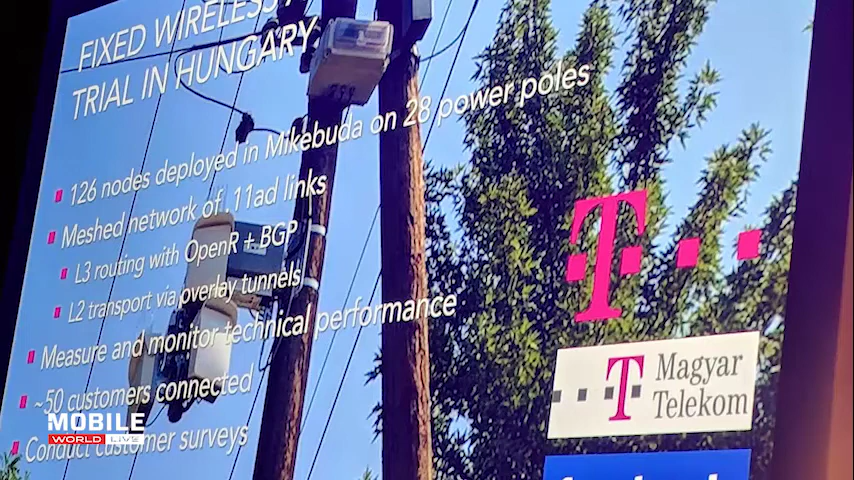 FIXED WIRELESS
TRIAL IN HUNGARY
126 nodes deployed in Mikebuda on 28 power poles
Meshed network of .11ad links
L3 routing with OpenR + BGP
L2 transport via overlay tunnels
Measure and monitor technical performance
~50 customers connected
Conduct customer surveys
T
T Magyar
Telekom
MOBILE
WORLD LIVE